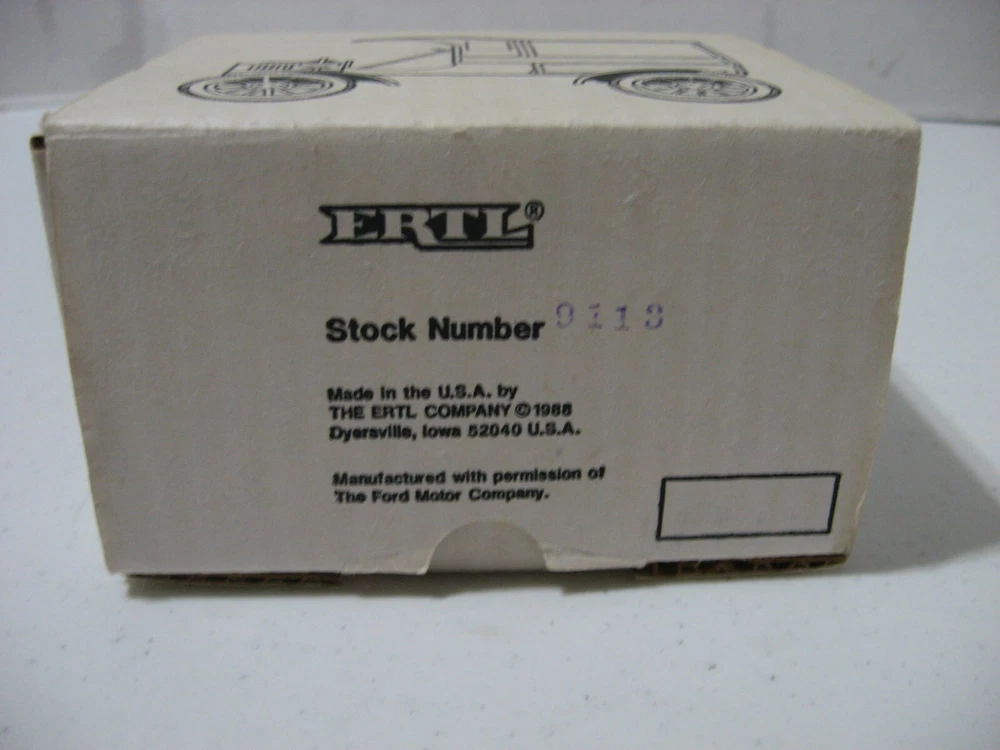 ERTL®
Stock Number 9113
Made in the U.S.A. by
THE ERTL COMPANY © 1988
Dyersville, Iowa 52040 U.S.A.
Manufactured with permission of
The Ford Motor Company.